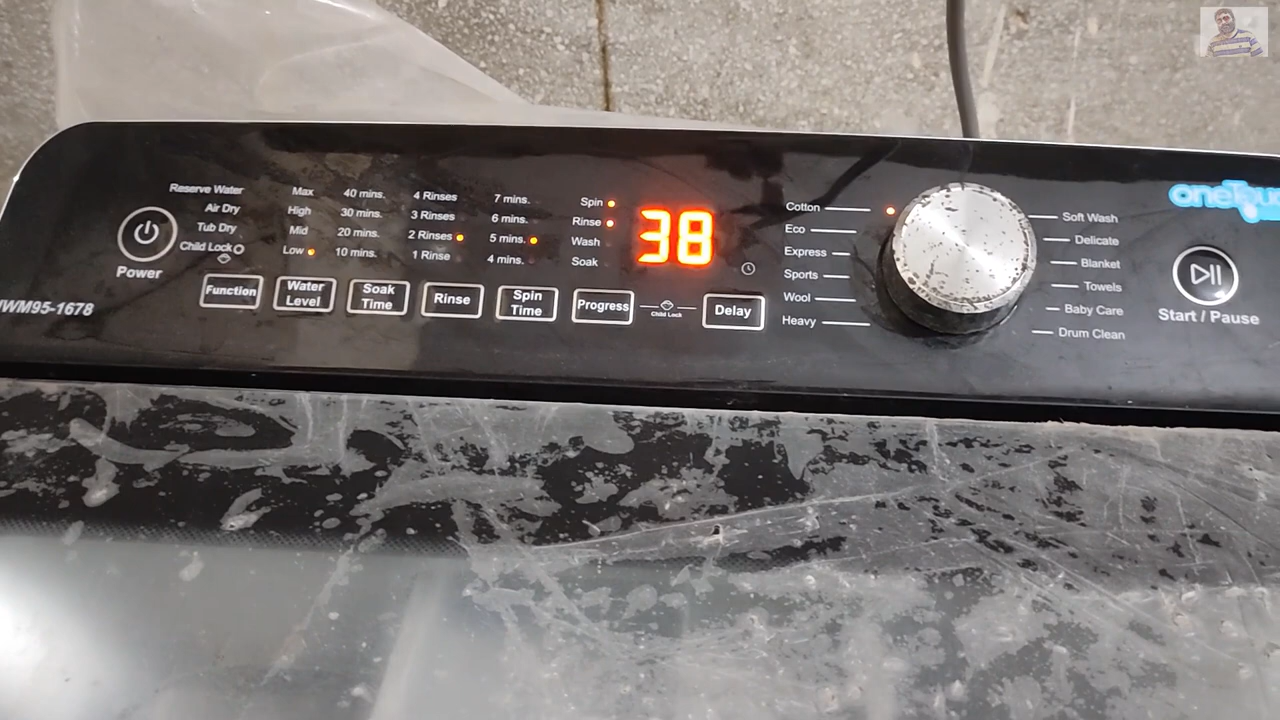 Reserve Water
Air Dry
Tub Dry
Child Lock
Power
Max
High
Mid
Low
40 mins.
30 mins.
20 mins.
10 mins.
4 Rinses
3 Rinses
2 Rinses
1 Rinse
7 mins.
6 mins.
5 mins.
4 mins.
Spin
Rinse
Wash
Soak
38
Function
Water
Level
Soak
Time
Rinse
Spin
Time
Progress
Child Lock
Delay
Cotton
Eco
Express
Sports
Wool
Heavy
Soft Wash
Delicate
Blanket
Towels
Baby Care
Drum Clean
Start / Pause
WM95-1678